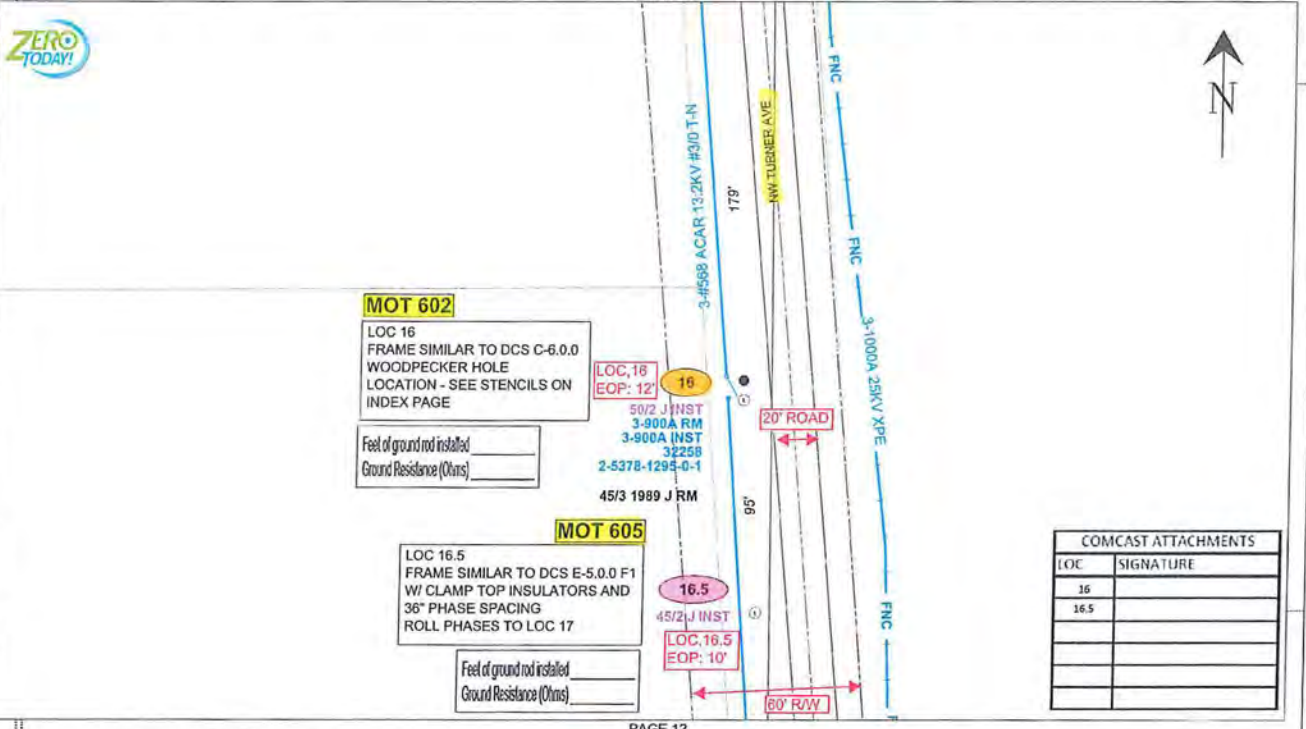 ZERO
TODAY!
N
FNC
NW TURNER AVE
3-#568 ACAR 13.2KV #3/0 T-N
179'
FNC
3-1000A 25KV XPE
MOT 602
LOC 16
FRAME SIMILAR TO DCS C-6.0.0
WOODPECKER HOLE
LOCATION - SEE STENCILS ON
INDEX PAGE
LOC,16
EOP: 12'
16
50/2 J INST
3-900A RM
3-900A INST
32258
2-5378-1295-0-1
45/3 1989 J RM
20' ROAD
Feet of ground rod installed
Ground Resistance (Ohms)
95'
MOT 605
LOC 16.5
FRAME SIMILAR TO DCS E-5.0.0 F1
W/ CLAMP TOP INSULATORS AND
36" PHASE SPACING
ROLL PHASES TO LOC 17
16.5
45/2 J INST
LOC,16.5
EOP: 10'
FNC
Feet of ground rod installed
Ground Resistance (Ohms)
60' R/W
COMCAST ATTACHMENTS
LOC SIGNATURE
16
16.5
PAGE 12